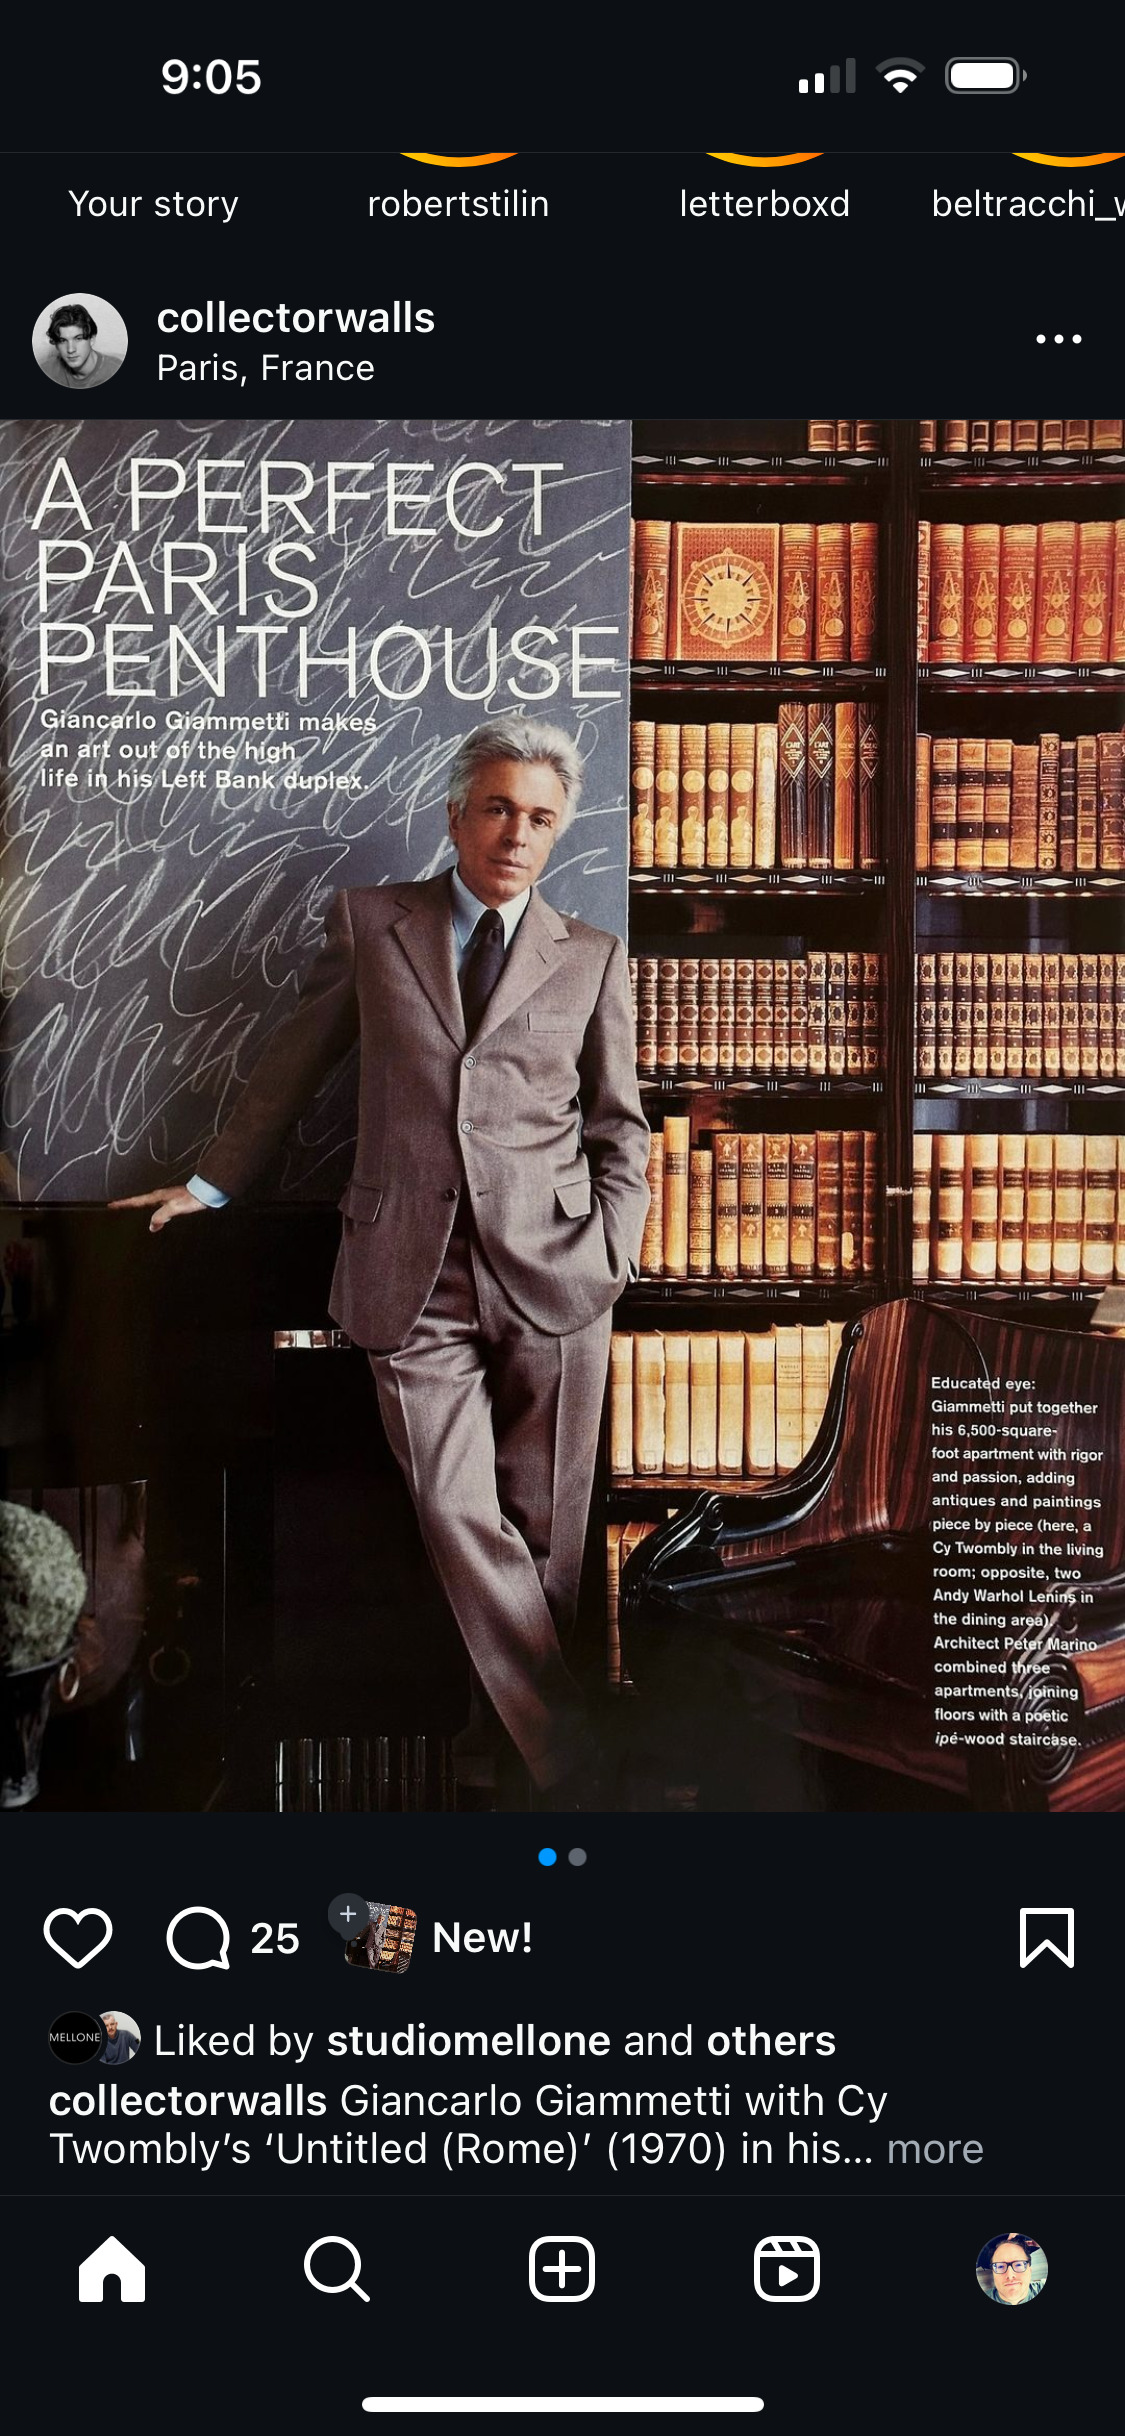 9:05
Your story
robertstilin
letterboxd
beltracchi_
collectorwalls
Paris, France
A PERFECT
PARIS
PENTHOUSE
Giancarlo Giammetti makes
an art out of the high
life in his Left Bank duplex.
Educated eye:
Giammetti put together
his 6,500-square-
foot apartment with rigor
and passion, adding
antiques and paintings
piece by piece (here, a
Cy Twombly in the living
room; opposite, two
Andy Warhol Lenins in
the dining area).
Architect Peter Marino
combined three
apartments, joining
floors with a poetic
ipé-wood staircase.
25
New!
MELLONE
Liked by studiomellone and others
collectorwalls Giancarlo Giammetti with Cy
Twombly’s ‘Untitled (Rome)’ (1970) in his... more